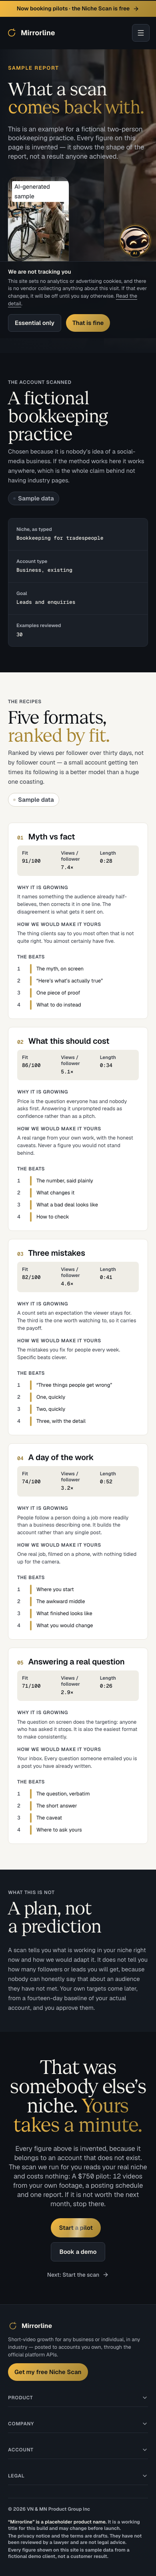 Now booking pilots · the Niche Scan is free →
Mirrorline
SAMPLE REPORT
What a scan
comes back with.
This is an example for a fictional two-person
bookkeeping practice. Every figure on it is
invented — it shows the shape of the
report, not a result anyone achieved.
AI-generated
sample
AI
We are not tracking you
This site sets no analytics or advertising cookies, and there
is no vendor collecting anything about this visit. If that ever
changes, it will be off until you say otherwise. Read the
detail.
Essential only
That is fine
THE ACCOUNT SCANNED
A fictional
bookkeeping
practice
Chosen because it is nobody's idea of a social-
media business. If the method works here it works
anywhere, which is the whole claim behind not
having industry pages.
Sample data
Niche, as typed
Bookkeeping for tradespeople
Account type
Business, existing
Goal
Leads and enquiries
Examples reviewed
30
THE RECIPES
Five formats,
ranked by fit.
Ranked by views per follower over thirty days, not
by follower count — a small account getting ten
times its following is a better model than a huge
one coasting.
Sample data
01 Myth vs fact
Fit
91/100
Views /
follower
7.4×
Length
0:28
WHY IT IS GROWING
It names something the audience already half-
believes, then corrects it in one line. The
disagreement is what gets it sent on.
HOW WE WOULD MAKE IT YOURS
The thing clients say to you most often that is not
quite right. You almost certainly have five.
THE BEATS
1 The myth, on screen
2 "Here's what's actually true"
3 One piece of proof
4 What to do instead
02 What this should cost
Fit
86/100
Views /
follower
5.1×
Length
0:34
WHY IT IS GROWING
Price is the question everyone has and nobody
asks first. Answering it unprompted reads as
confidence rather than as a pitch.
HOW WE WOULD MAKE IT YOURS
A real range from your own work, with the honest
caveats. Never a figure you would not stand
behind.
THE BEATS
1 The number, said plainly
2 What changes it
3 What a bad deal looks like
4 How to check
03 Three mistakes
Fit
82/100
Views /
follower
4.6×
Length
0:41
WHY IT IS GROWING
A count sets an expectation the viewer stays for.
The third is the one worth watching to, so it carries
the payoff.
HOW WE WOULD MAKE IT YOURS
The mistakes you fix for people every week.
Specific beats clever.
THE BEATS
1 "Three things people get wrong"
2 One, quickly
3 Two, quickly
4 Three, with the detail
04 A day of the work
Fit
74/100
Views /
follower
3.2×
Length
0:52
WHY IT IS GROWING
People follow a person doing a job more readily
than a business describing one. It builds the
account rather than any single post.
HOW WE WOULD MAKE IT YOURS
One real job, filmed on a phone, with nothing tidied
up for the camera.
THE BEATS
1 Where you start
2 The awkward middle
3 What finished looks like
4 What you would change
05 Answering a real question
Fit
71/100
Views /
follower
2.9×
Length
0:26
WHY IT IS GROWING
The question on screen does the targeting: anyone
who has asked it stops. It is also the easiest format
to make consistently.
HOW WE WOULD MAKE IT YOURS
Your inbox. Every question someone emailed you is
a post you have already written.
THE BEATS
1 The question, verbatim
2 The short answer
3 The caveat
4 Where to ask yours
WHAT THIS IS NOT
A plan, not
a prediction
A scan tells you what is working in your niche right
now and how we would adapt it. It does not tell you
how many followers or leads you will get, because
nobody can honestly say that about an audience
they have not met. Your own targets come later,
from a fourteen-day baseline of your actual
account, and you approve them.
That was
somebody else's
niche. Yours
takes a minute.
Every figure above is invented, because it
belongs to an account that does not exist.
The scan we run for you reads your real niche
and costs nothing: A $750 pilot: 12 videos
from your own footage, a posting schedule
and one report. If it is not worth the next
month, stop there.
Start a pilot
Book a demo
Next: Start the scan →
Mirrorline
Short-video growth for any business or individual, in any
industry — posted to accounts you own, through the
official platform APIs.
Get my free Niche Scan
PRODUCT
COMPANY
ACCOUNT
LEGAL
© 2026 VN & MN Product Group Inc
"Mirrorline" is a placeholder product name. It is a working
title for this build and may change before launch.
The privacy notice and the terms are drafts. They have not
been reviewed by a lawyer and are not legal advice.
Every figure shown on this site is sample data from a
fictional demo client, not a customer result.